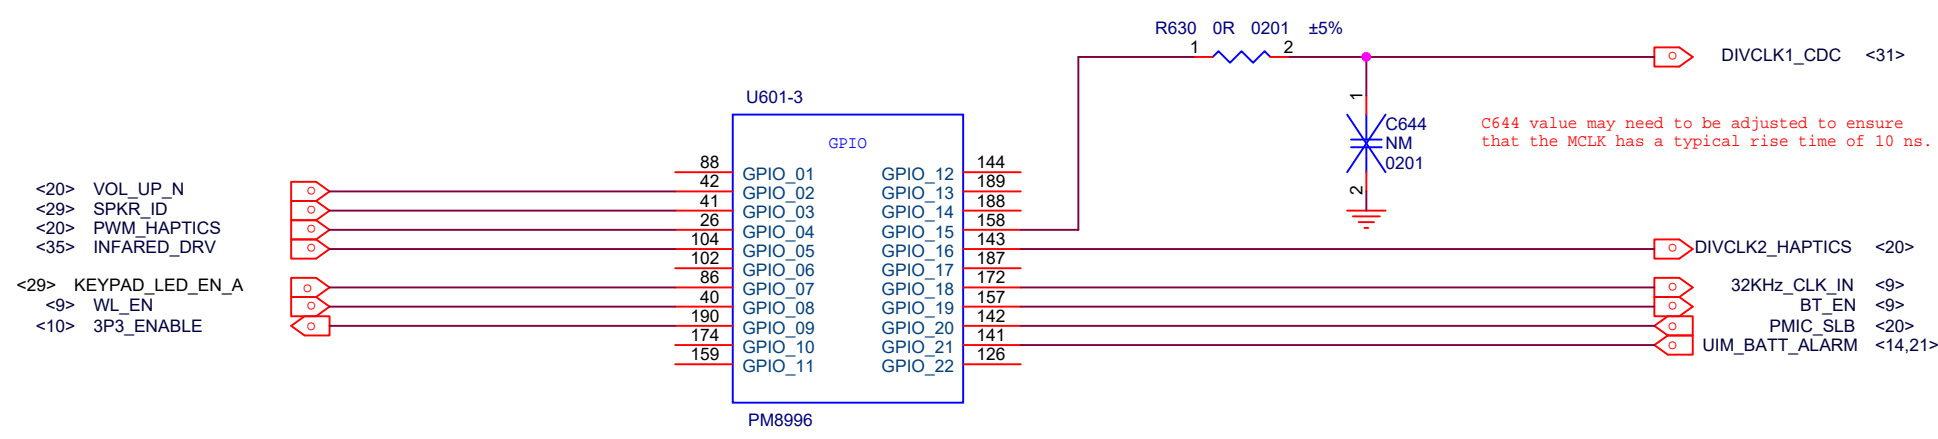 R630 0R 0201 ±5%
1 2
DIVCLK1_CDC <31>
U601-3
1
C644
NM
0201
2
C644 value may need to be adjusted to ensure
that the MCLK has a typical rise time of 10 ns.
GPIO
88 GPIO_01 GPIO_12 144
<20> VOL_UP_N 42 GPIO_02 GPIO_13 189
<29> SPKR_ID 41 GPIO_03 GPIO_14 188
<20> PWM_HAPTICS 26 GPIO_04 GPIO_15 158
<35> INFARED_DRV 104 GPIO_05 GPIO_16 143 DIVCLK2_HAPTICS <20>
102 GPIO_06 GPIO_17 187
<29> KEYPAD_LED_EN_A 86 GPIO_07 GPIO_18 172 32KHz_CLK_IN <9>
<9> WL_EN 40 GPIO_08 GPIO_19 157 BT_EN <9>
<10> 3P3_ENABLE 190 GPIO_09 GPIO_20 142 PMIC_SLB <20>
174 GPIO_10 GPIO_21 141 UIM_BATT_ALARM <14,21>
159 GPIO_11 GPIO_22 126
PM8996